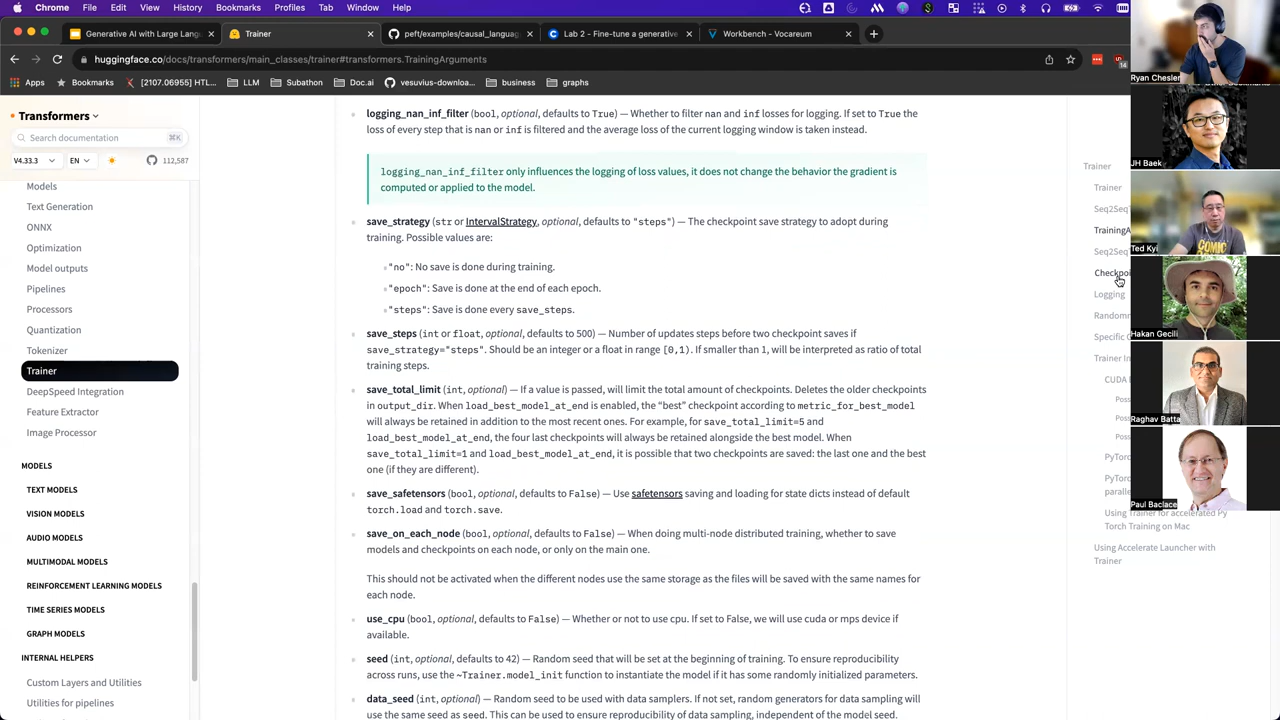 Chrome File Edit View History Bookmarks Profiles Tab Window Help
Generative AI with Large Lang
Trainer
peft/examples/causal_languag
Lab 2 - Fine-tune a generative
Workbench - Vocareum
huggingface.co/docs/transformers/main_classes/trainer#transformers.TrainingArguments
14
Apps Bookmarks [2107.06955] HTL... LLM Subathon Doc.ai vesuvius-downloa... business graphs
Transformers
Search documentation ⌘K
V4.33.3 EN 112,587
Models
Text Generation
ONNX
Optimization
Model outputs
Pipelines
Processors
Quantization
Tokenizer
Trainer
DeepSpeed Integration
Feature Extractor
Image Processor
MODELS
TEXT MODELS
VISION MODELS
AUDIO MODELS
MULTIMODAL MODELS
REINFORCEMENT LEARNING MODELS
TIME SERIES MODELS
GRAPH MODELS
INTERNAL HELPERS
Custom Layers and Utilities
Utilities for pipelines
logging_nan_inf_filter (bool, optional, defaults to True) — Whether to filter nan and inf losses for logging. If set to True the
loss of every step that is nan or inf is filtered and the average loss of the current logging window is taken instead.
logging_nan_inf_filter only influences the logging of loss values, it does not change the behavior the gradient is
computed or applied to the model.
save_strategy (str or IntervalStrategy, optional, defaults to "steps") — The checkpoint save strategy to adopt during
training. Possible values are:
"no": No save is done during training.
"epoch": Save is done at the end of each epoch.
"steps": Save is done every save_steps.
save_steps (int or float, optional, defaults to 500) — Number of updates steps before two checkpoint saves if
save_strategy="steps". Should be an integer or a float in range [0,1). If smaller than 1, will be interpreted as ratio of total
training steps.
save_total_limit (int, optional) — If a value is passed, will limit the total amount of checkpoints. Deletes the older checkpoints
in output_dir. When load_best_model_at_end is enabled, the “best” checkpoint according to metric_for_best_model
will always be retained in addition to the most recent ones. For example, for save_total_limit=5 and
load_best_model_at_end, the four last checkpoints will always be retained alongside the best model. When
save_total_limit=1 and load_best_model_at_end, it is possible that two checkpoints are saved: the last one and the best
one (if they are different).
save_safetensors (bool, optional, defaults to False) — Use safetensors saving and loading for state dicts instead of default
torch.load and torch.save.
save_on_each_node (bool, optional, defaults to False) — When doing multi-node distributed training, whether to save
models and checkpoints on each node, or only on the main one.
This should not be activated when the different nodes use the same storage as the files will be saved with the same names for
each node.
use_cpu (bool, optional, defaults to False) — Whether or not to use cpu. If set to False, we will use cuda or mps device if
available.
seed (int, optional, defaults to 42) — Random seed that will be set at the beginning of training. To ensure reproducibility
across runs, use the ~Trainer.model_init function to instantiate the model if it has some randomly initialized parameters.
data_seed (int, optional) — Random seed to be used with data samplers. If not set, random generators for data sampling will
use the same seed as seed. This can be used to ensure reproducibility of data sampling, independent of the model seed.
Trainer
Trainer
Seq2Seq
TrainingA
Seq2Seq
Checkpoi
Logging
Randomn
Specific G
Trainer In
CUDA
Poss
Poss
Poss
PyTorc
PyTorc
parallel
Using Trainer for accelerated Py
Torch Training on Mac
Using Accelerate Launcher with
Trainer
Ryan Chesler
JH Baek
Ted Kyi
COMIC
Hakan Gecili
Raghav Batta
Paul Baclace